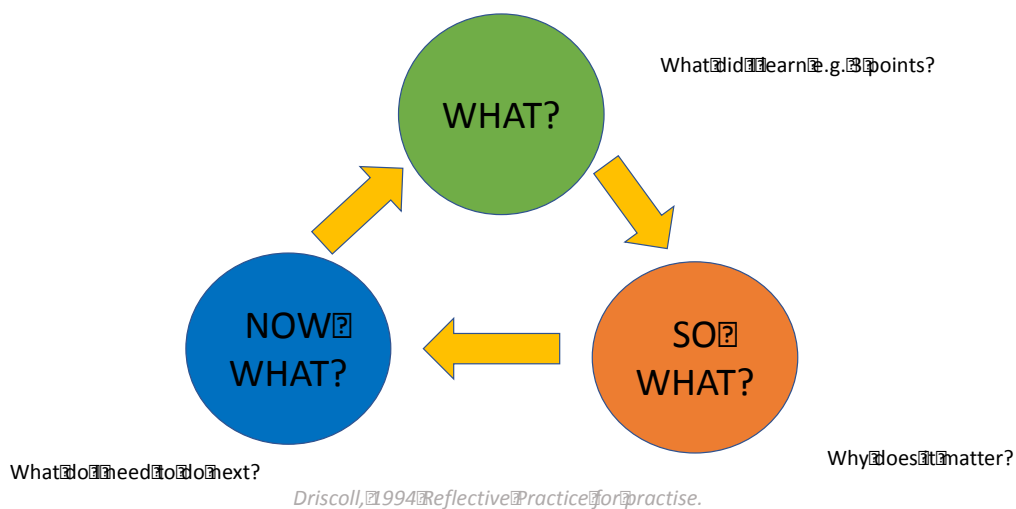 WHAT?
What did I learn e.g. 3 points?
NOW
WHAT?
SO
WHAT?
What do I need to do next?
Why does it matter?
Driscoll, 1994 Reflective Practice for practise.